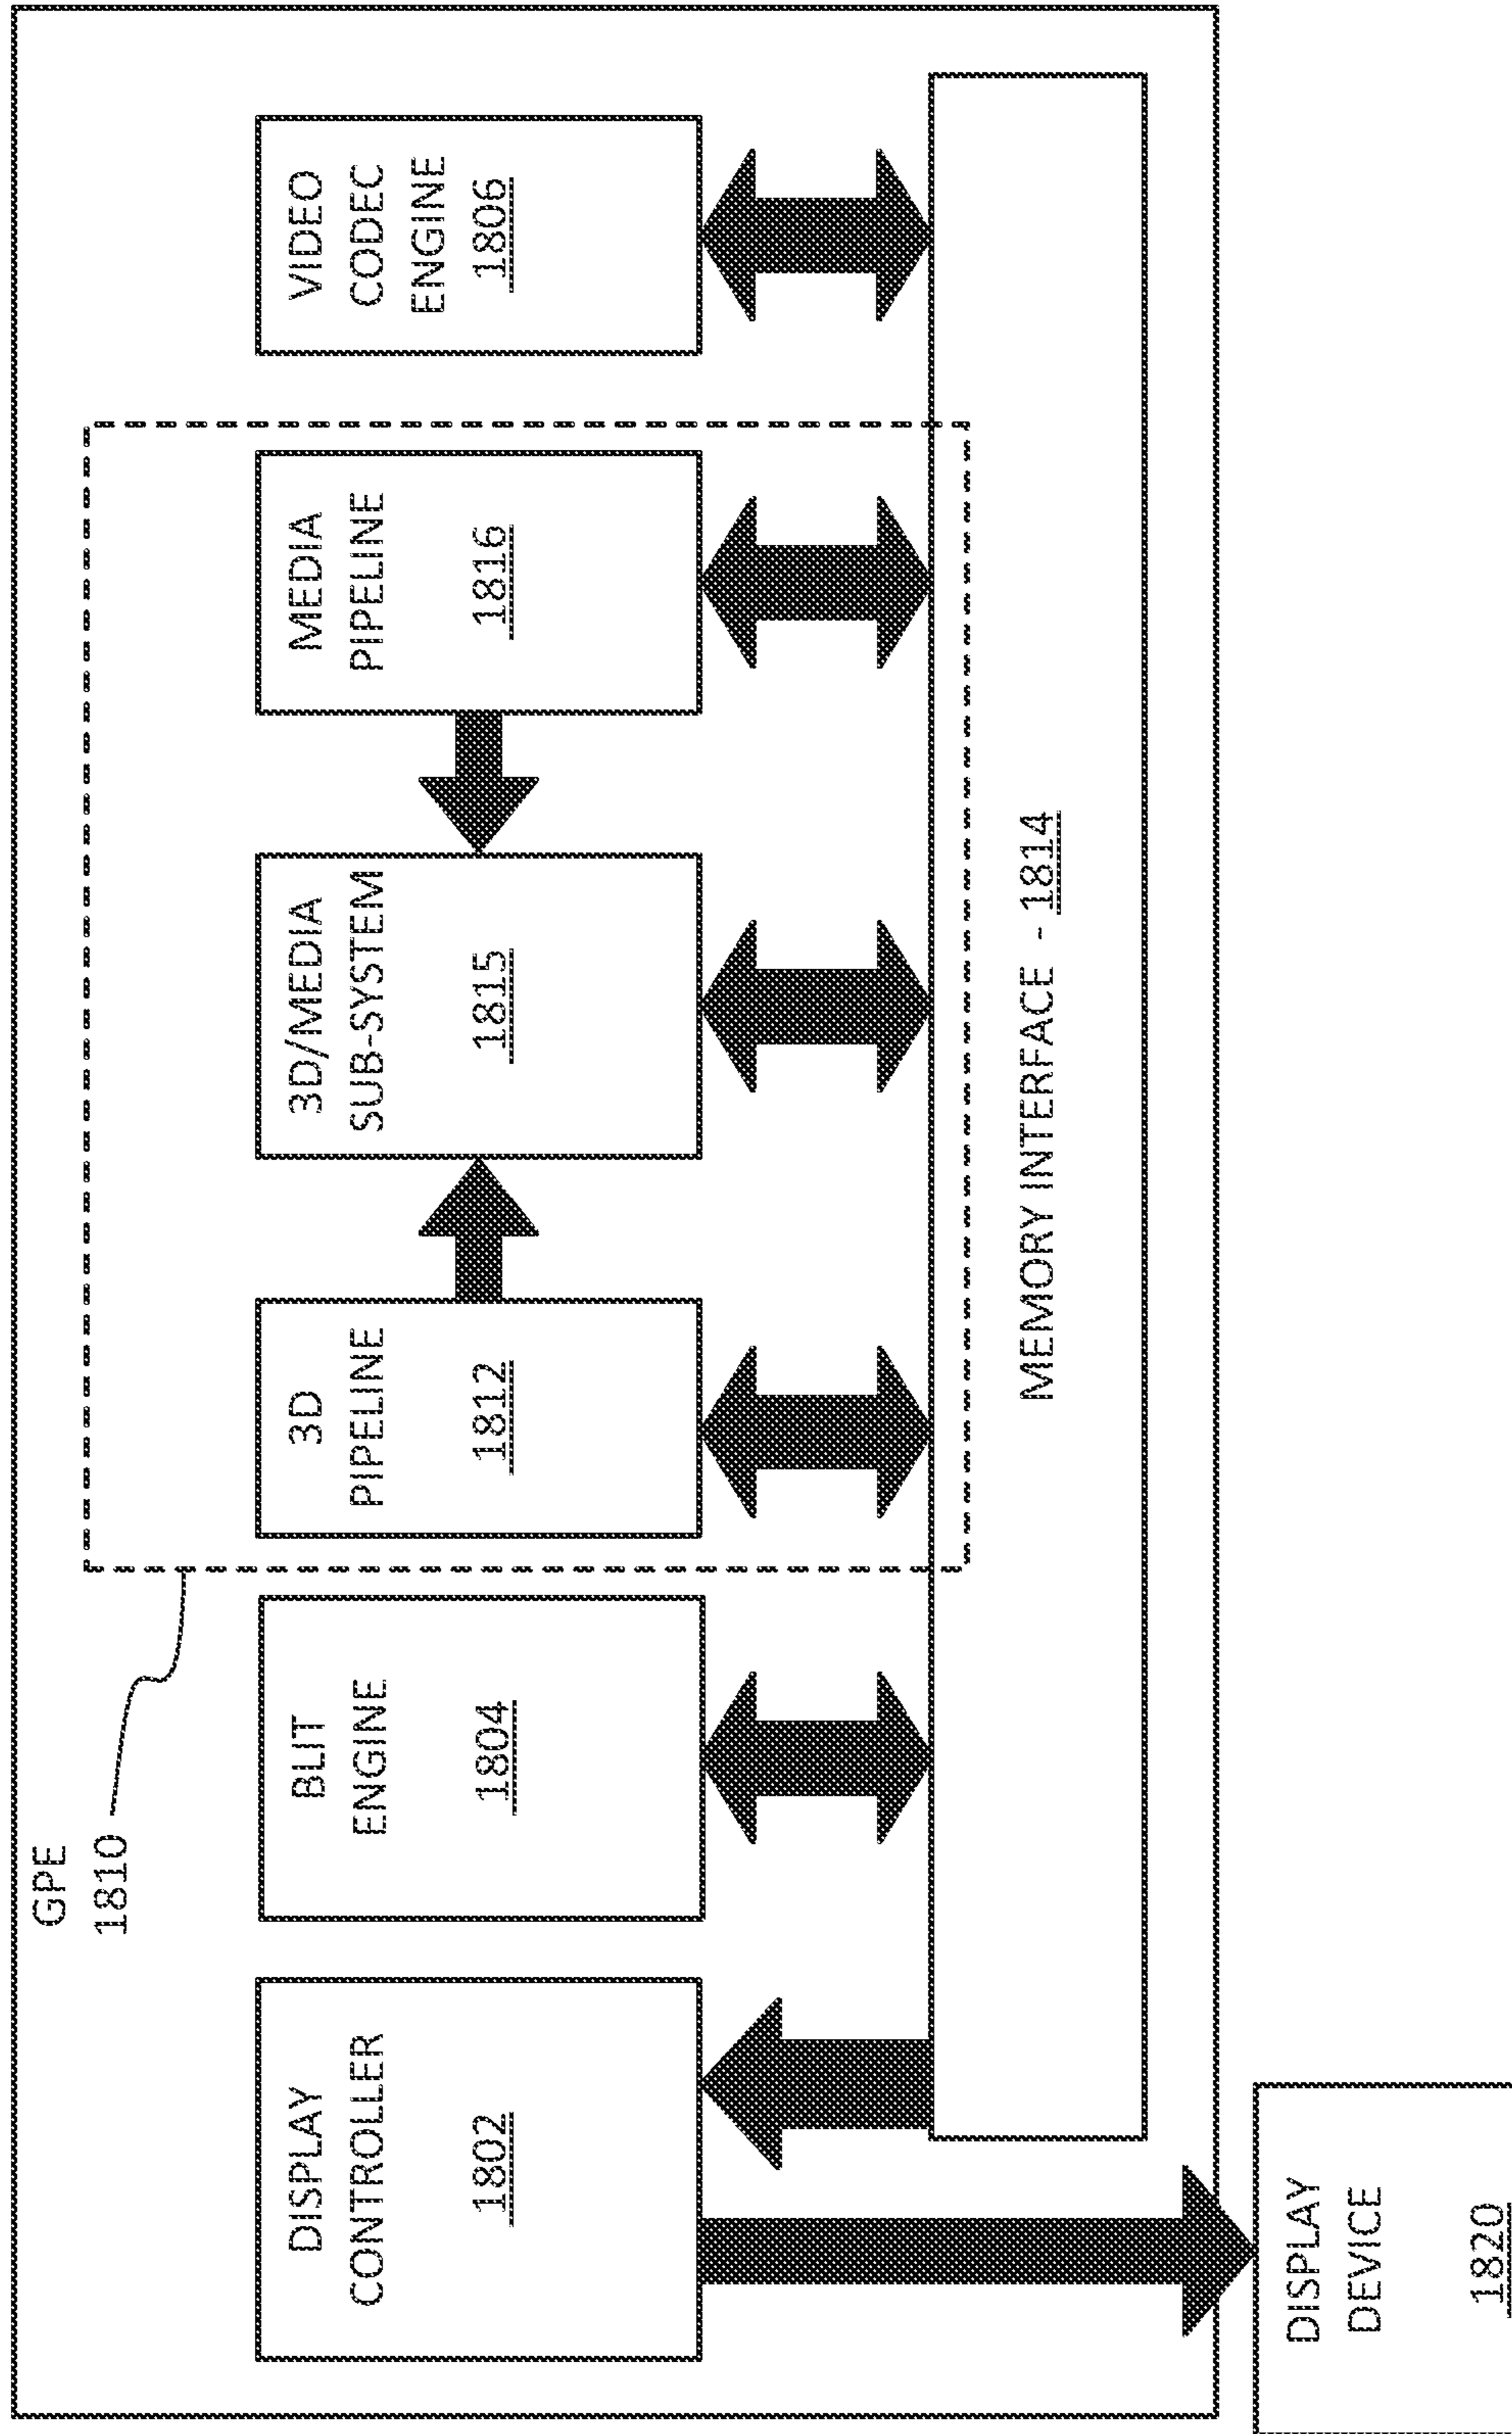 GPE
1810
DISPLAY
CONTROLLER
1802
BLIT
ENGINE
1804
3D
PIPELINE
1812
3D/MEDIA
SUB-SYSTEM
1815
MEDIA
PIPELINE
1816
VIDEO
CODEC
ENGINE
1806
MEMORY INTERFACE - 1814
DISPLAY
DEVICE
1820